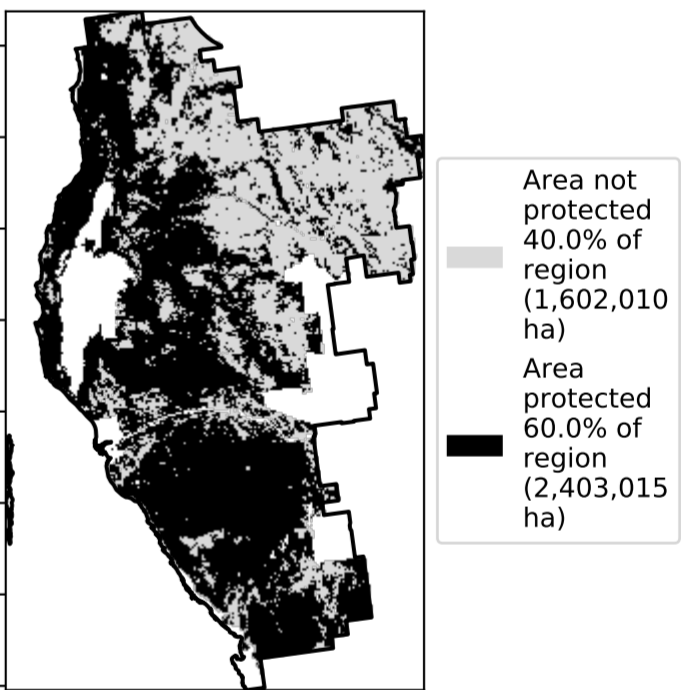 Area not
protected
40.0% of
region
(1,602,010
ha)
Area
protected
60.0% of
region
(2,403,015
ha)